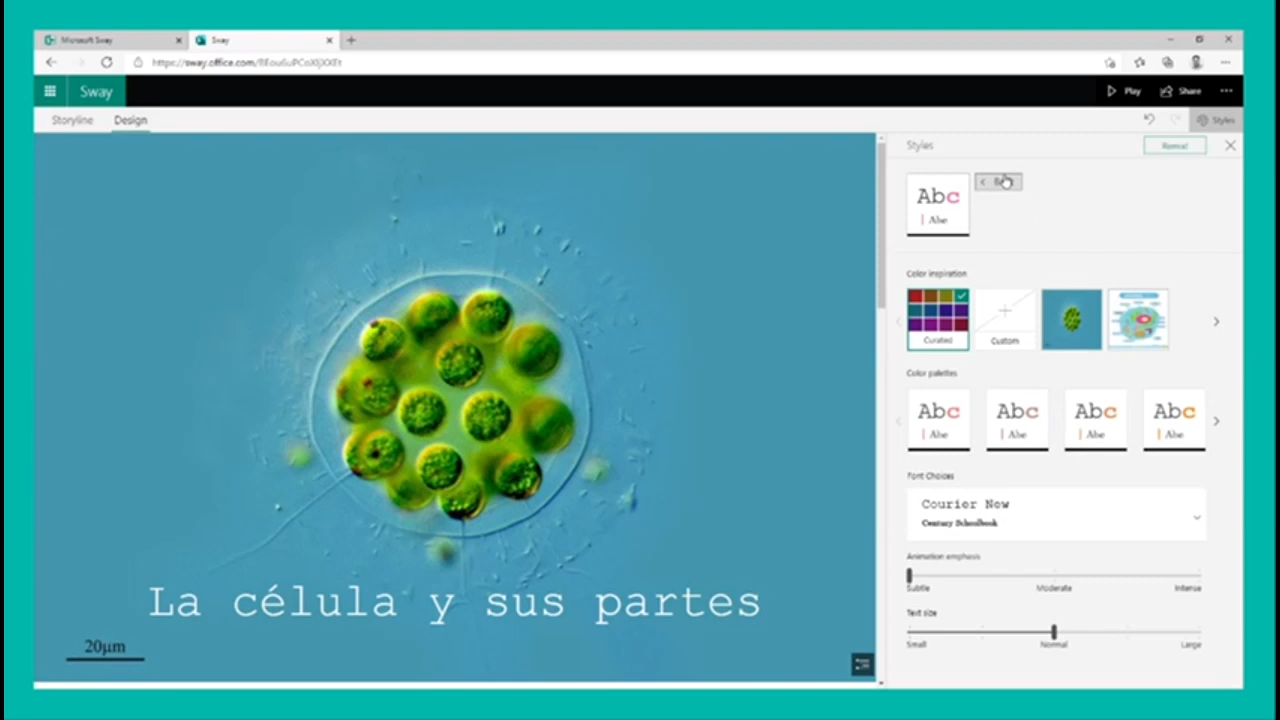 Microsoft Sway
Sway
https://sway.office.com/
Sway
Play
Share
Storyline
Design
Styles
Styles
Remix!
Abc
Abc
Color inspiration
Curated
Custom
Color palettes
Abc Abc Abc Abc
Abc Abc Abc Abc
Font Choices
Courier New
Century Schoolbook
Animation emphasis
Subtle Moderate Intense
Text size
Small Normal Large
La célula y sus partes
20µm